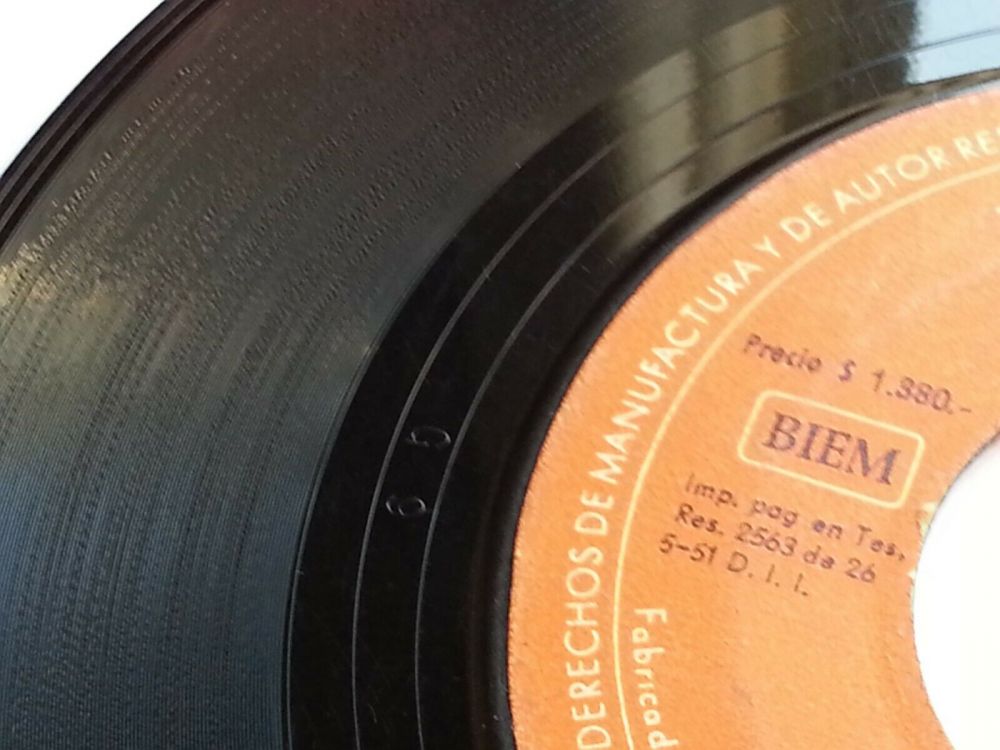 DERECHOS DE MANUFACTURA Y DE AUTOR RE
Precio $ 1.380.-
BIEM
Imp. pag en Tes.
Res. 2563 de 26
5-51 D. I. I.
Fabricad